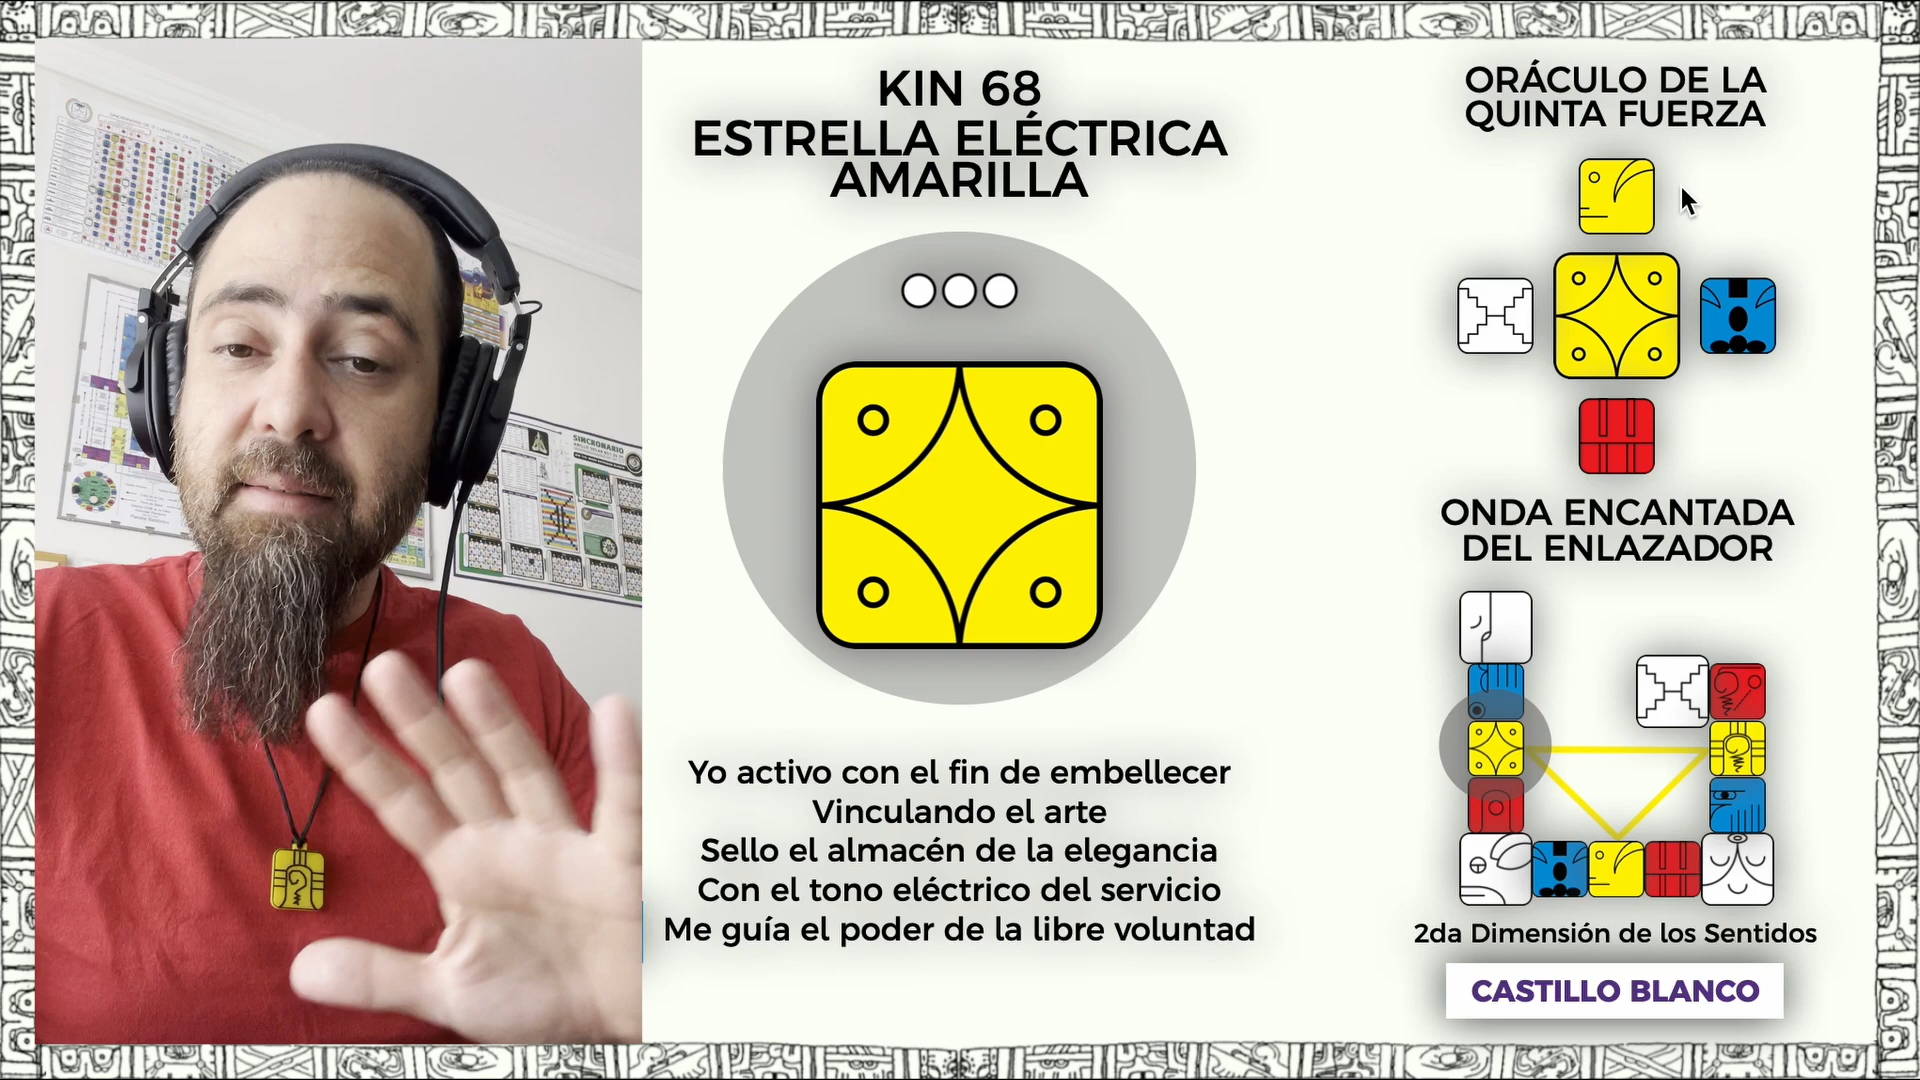 KIN 68
ESTRELLA ELÉCTRICA
AMARILLA
Yo activo con el fin de embellecer
Vinculando el arte
Sello el almacén de la elegancia
Con el tono eléctrico del servicio
Me guía el poder de la libre voluntad
ORÁCULO DE LA
QUINTA FUERZA
ONDA ENCANTADA
DEL ENLAZADOR
2da Dimensión de los Sentidos
CASTILLO BLANCO
SINCRONARIO